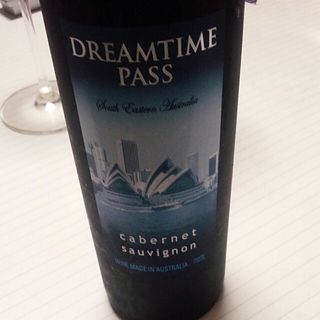 DREAMTIME
PASS
South Eastern Australia
cabernet
sauvignon
WINE MADE IN AUSTRALIA